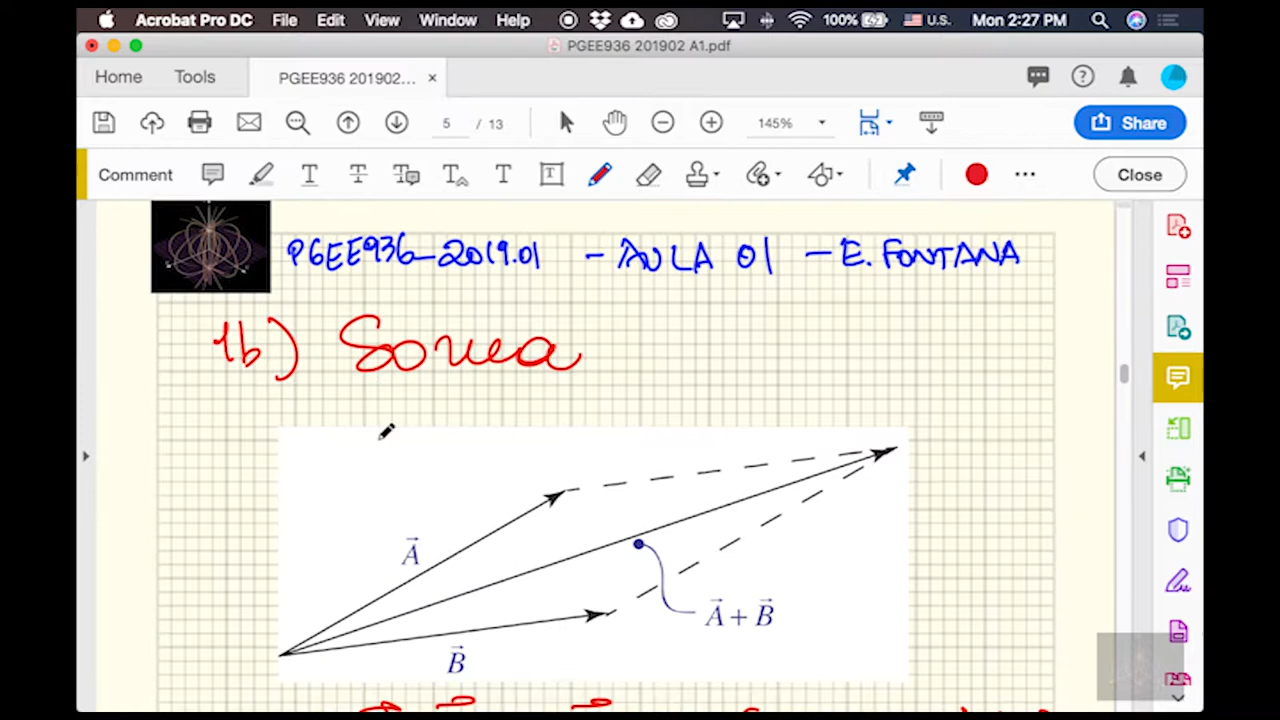 Acrobat Pro DC File Edit View Window Help 100% U.S. Mon 2:27 PM
PGEE936 201902 A1.pdf
Home Tools PGEE936 201902... ×
5 / 13 145% Share
Comment Close
PGEE936-2019.01 - AULA 01 - E. FONTANA
1b) Soma
A
A + B
B